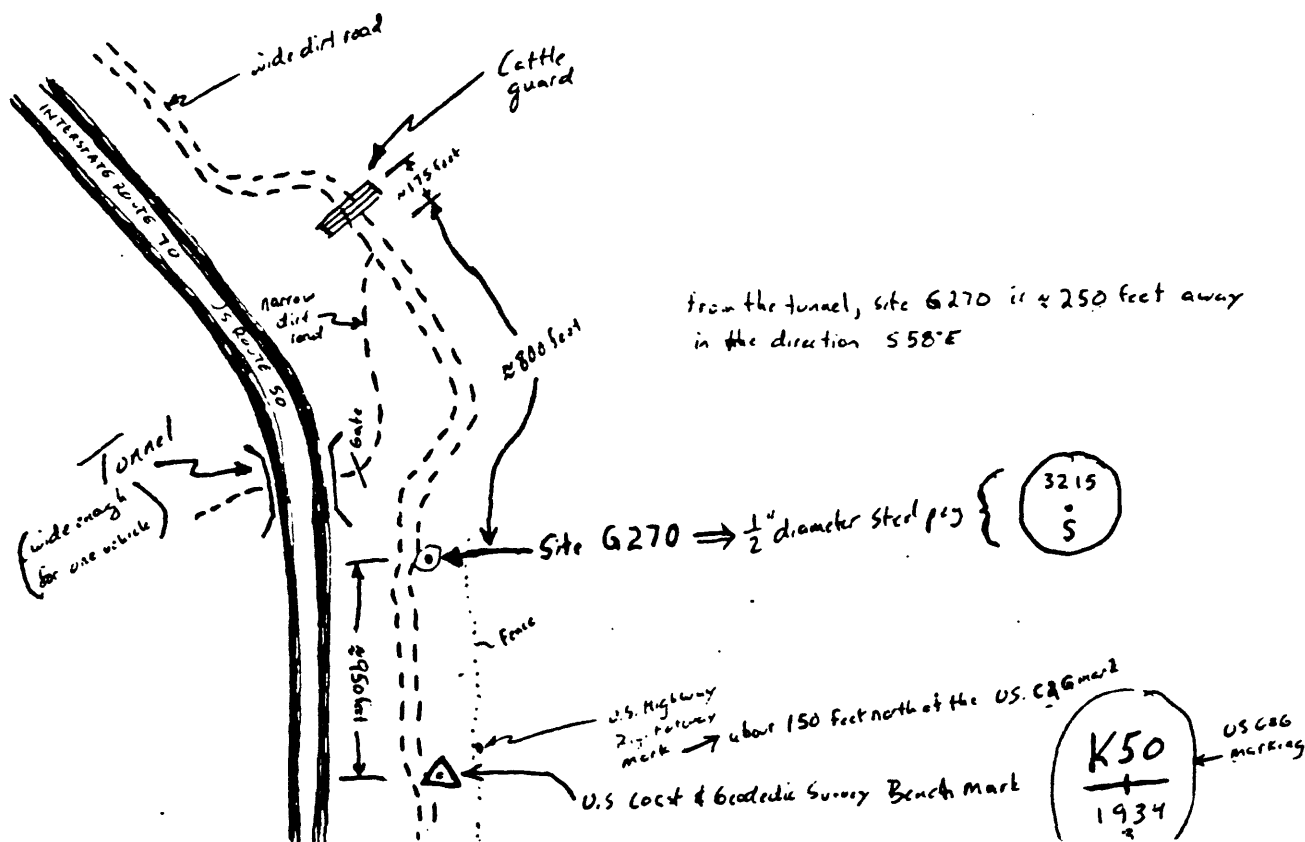 wide dirt road
Cattle
guard
≈175 feet
INTERSTATE ROUTE 70
US ROUTE 50
narrow
dirt
road
≈800 feet
from the tunnel, site G270 is ≈ 250 feet away
in the direction S58°E
Gate
Tunnel
(wide enough
for one vehicle)
Site G270 ⇒ 1/2" diameter steel peg {
3215
S
Fence
≈950 feet
U.S. Highway
mark → about 150 feet north of the U.S. C&G mark
U.S Coast & Geodedic Survey Bench Mark
K50
1934
US C&G
marking